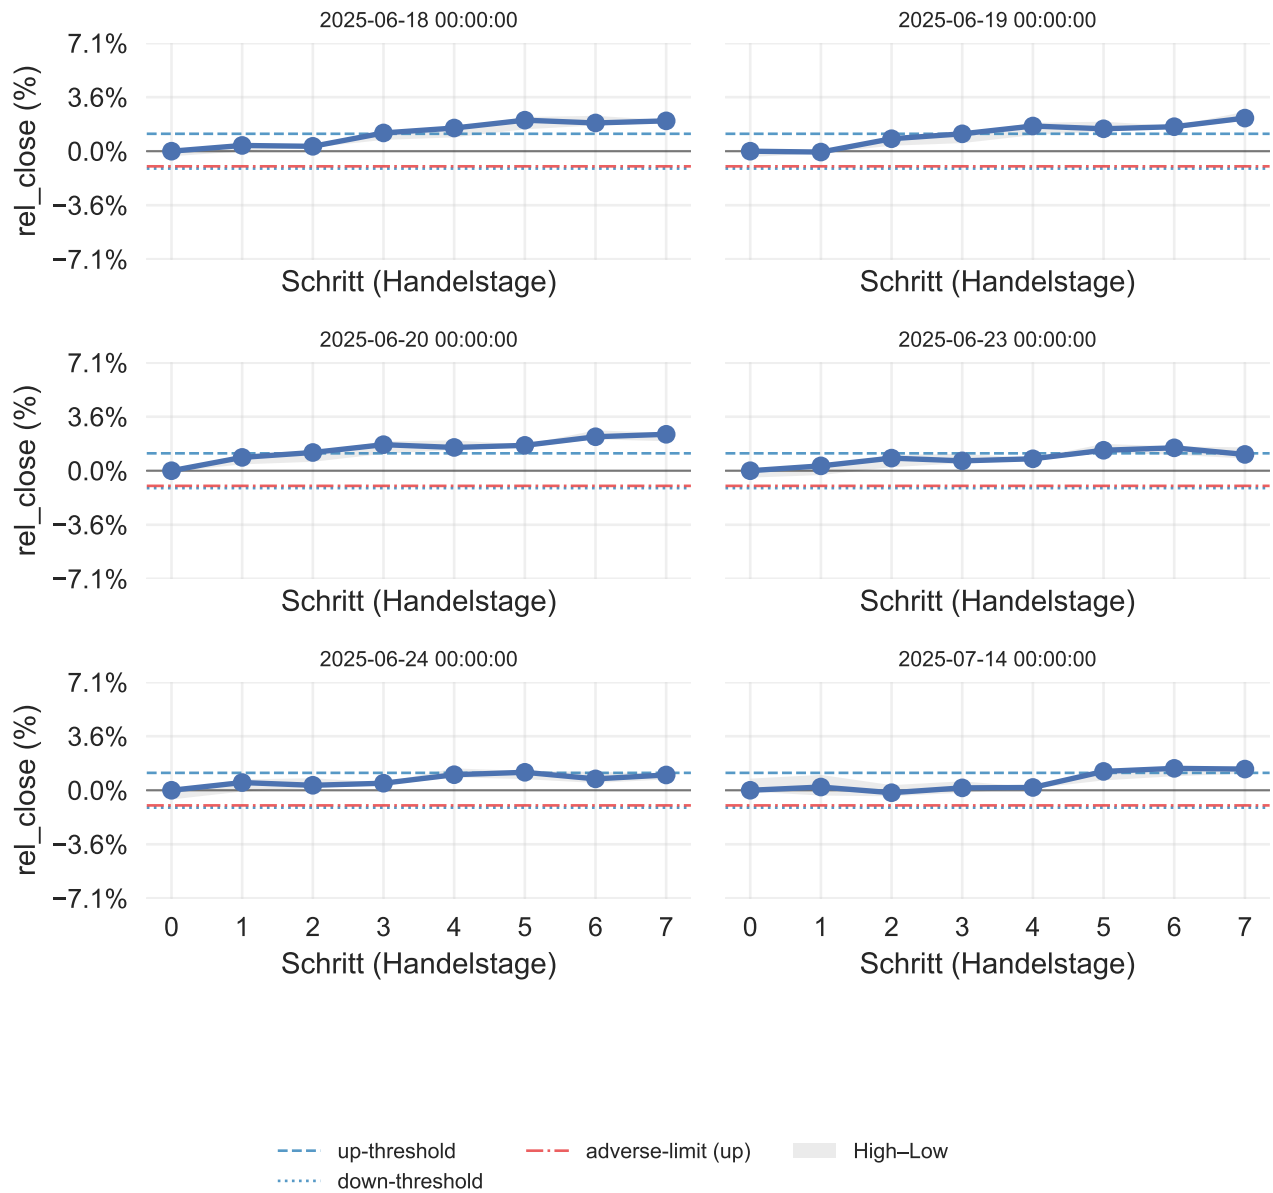 2025-06-18 00:00:00
2025-06-19 00:00:00
7.1%
3.6%
0.0%
−3.6%
−7.1%
rel_close (%)
Schritt (Handelstage)
Schritt (Handelstage)
2025-06-20 00:00:00
2025-06-23 00:00:00
7.1%
3.6%
0.0%
−3.6%
−7.1%
rel_close (%)
Schritt (Handelstage)
Schritt (Handelstage)
2025-06-24 00:00:00
2025-07-14 00:00:00
7.1%
3.6%
0.0%
−3.6%
−7.1%
rel_close (%)
0 1 2 3 4 5 6 7
0 1 2 3 4 5 6 7
Schritt (Handelstage)
Schritt (Handelstage)
up-threshold
adverse-limit (up)
High–Low
down-threshold